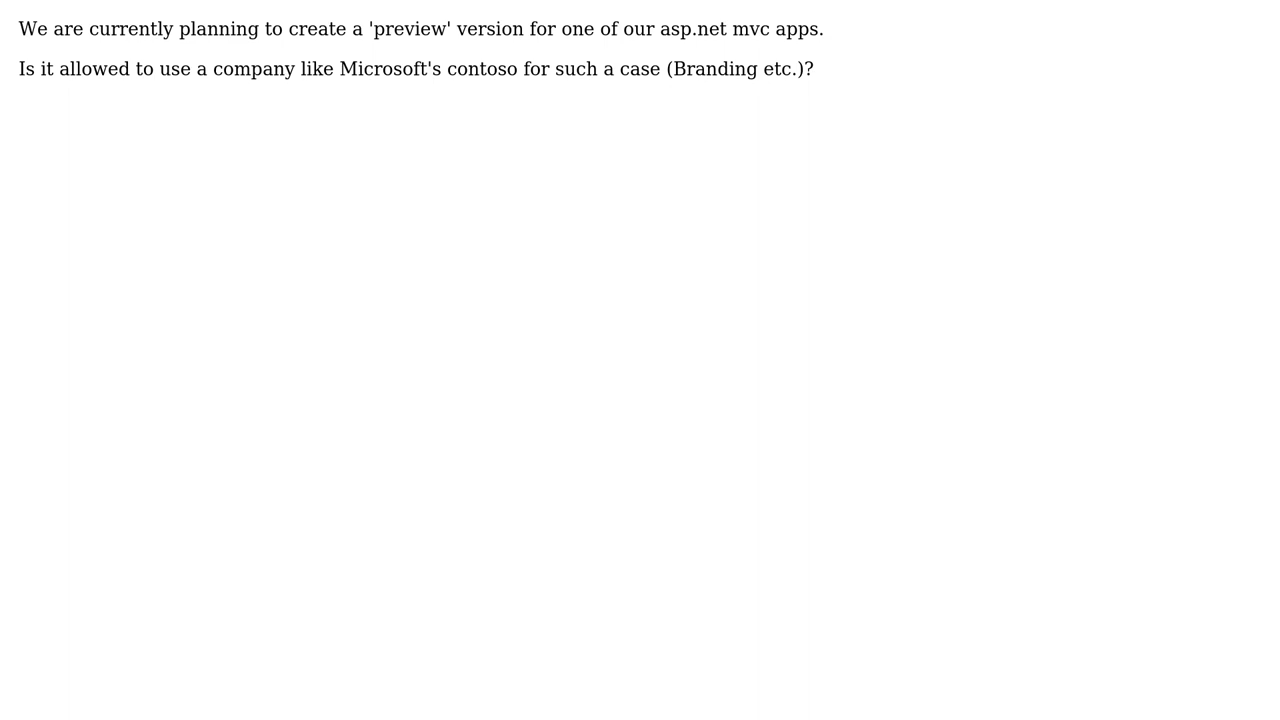 We are currently planning to create a 'preview' version for one of our asp.net mvc apps.
Is it allowed to use a company like Microsoft's contoso for such a case (Branding etc.)?